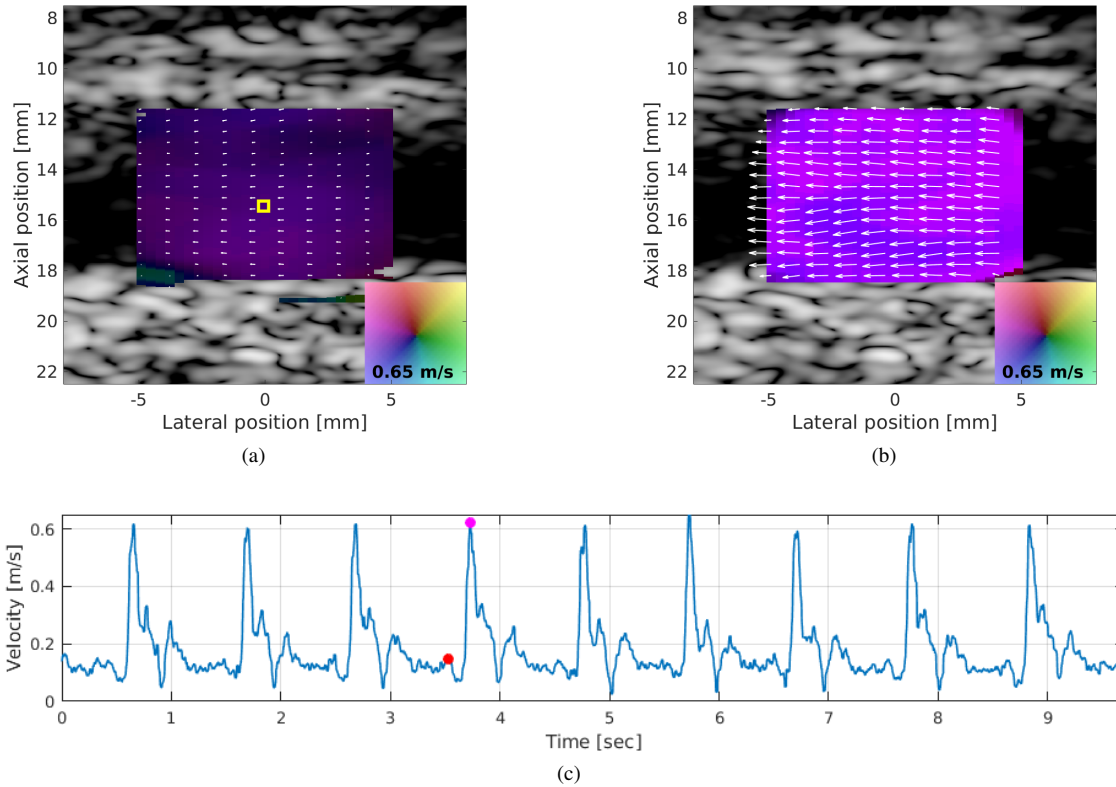 8
10
12
14
16
18
20
22
Axial position [mm]
0.65 m/s
-5 0 5
Lateral position [mm]
(a)
8
10
12
14
16
18
20
22
Axial position [mm]
0.65 m/s
-5 0 5
Lateral position [mm]
(b)
0.6
0.4
0.2
0
Velocity [m/s]
0 1 2 3 4 5 6 7 8 9
Time [sec]
(c)